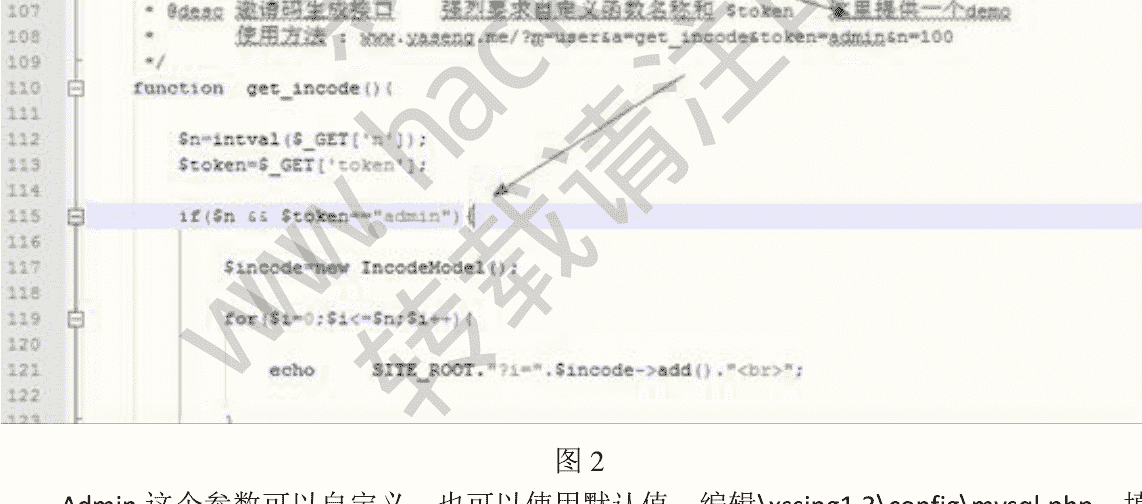 107 * @desc 邀请码生成接口 强烈要求自定义函数名称和 $token 这里提供一个demo
108 * 使用方法 : www.yaseng.me/?m=user&a=get_incode&token=admin&n=100
109 */
110 function get_incode(){
111
112 $n=intval($_GET['n']);
113 $token=$_GET['token'];
114
115 if($n && $token=="admin"){
116
117 $incode=new IncodeModel();
118
119 for($i=0;$i<=$n;$i++){
120
121 echo SITE_ROOT."?i=".$incode->add()."<br>";
122
123 }
www.hac
转载请注
图 2
Admin 这个参数可以自定义 也可以使用默认值 编辑\xssing1.3\config\mysql.php